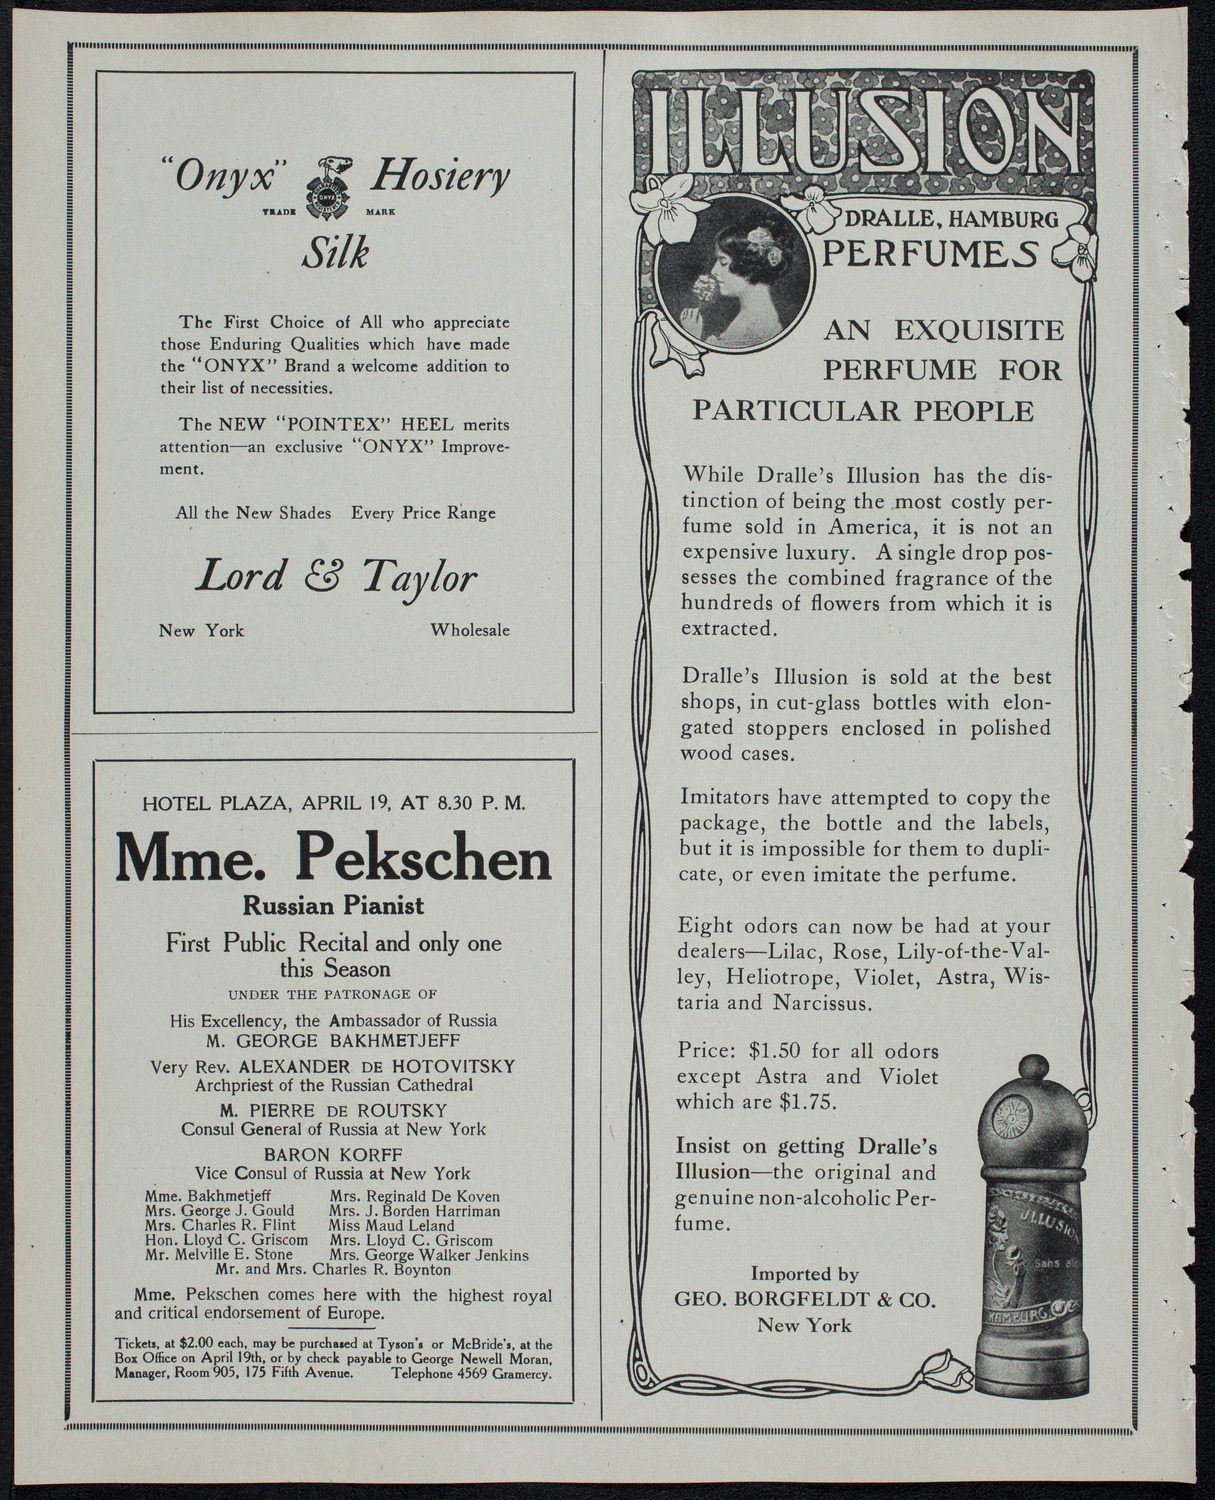 "Onyx" Hosiery
TRADE ONYX MARK
Silk
The First Choice of All who appreciate
those Enduring Qualities which have made
the "ONYX" Brand a welcome addition to
their list of necessities.
The NEW "POINTEX" HEEL merits
attention—an exclusive "ONYX" Improve-
ment.
All the New Shades Every Price Range
Lord & Taylor
New York Wholesale
HOTEL PLAZA, APRIL 19, AT 8.30 P. M.
Mme. Pekschen
Russian Pianist
First Public Recital and only one
this Season
UNDER THE PATRONAGE OF
His Excellency, the Ambassador of Russia
M. GEORGE BAKHMETJEFF
Very Rev. ALEXANDER DE HOTOVITSKY
Archpriest of the Russian Cathedral
M. PIERRE DE ROUTSKY
Consul General of Russia at New York
BARON KORFF
Vice Consul of Russia at New York
Mme. Bakhmetjeff Mrs. Reginald De Koven
Mrs. George J. Gould Mrs. J. Borden Harriman
Mrs. Charles R. Flint Miss Maud Leland
Hon. Lloyd C. Griscom Mrs. Lloyd C. Griscom
Mr. Melville E. Stone Mrs. George Walker Jenkins
Mr. and Mrs. Charles R. Boynton
Mme. Pekschen comes here with the highest royal
and critical endorsement of Europe.
Tickets, at $2.00 each, may be purchased at Tyson's or McBride's, at the
Box Office on April 19th, or by check payable to George Newell Moran,
Manager, Room 905, 175 Fifth Avenue. Telephone 4569 Gramercy.
ILLUSION
DRALLE, HAMBURG
PERFUMES
AN EXQUISITE
PERFUME FOR
PARTICULAR PEOPLE
While Dralle's Illusion has the dis-
tinction of being the most costly per-
fume sold in America, it is not an
expensive luxury. A single drop pos-
sesses the combined fragrance of the
hundreds of flowers from which it is
extracted.
Dralle's Illusion is sold at the best
shops, in cut-glass bottles with elon-
gated stoppers enclosed in polished
wood cases.
Imitators have attempted to copy the
package, the bottle and the labels,
but it is impossible for them to dupli-
cate, or even imitate the perfume.
Eight odors can now be had at your
dealers—Lilac, Rose, Lily-of-the-Val-
ley, Heliotrope, Violet, Astra, Wis-
taria and Narcissus.
Price: $1.50 for all odors
except Astra and Violet
which are $1.75.
Insist on getting Dralle's
Illusion—the original and
genuine non-alcoholic Per-
fume.
Imported by
GEO. BORGFELDT & CO.
New York
ILLUSIO
Sans
HAMBURG.